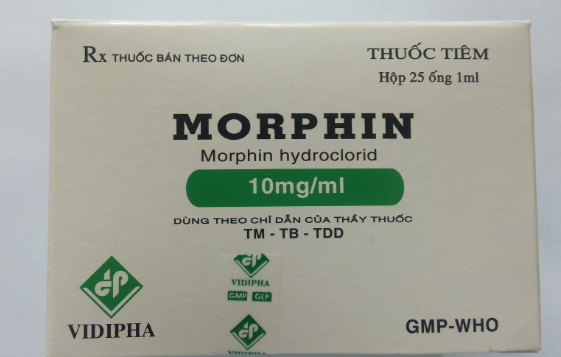 Rx THUỐC BÁN THEO ĐƠN
THUỐC TIÊM
Hộp 25 ống 1ml
MORPHIN
Morphin hydroclorid
10mg/ml
DÙNG THEO CHỈ DẪN CỦA THẦY THUỐC
TM - TB - TDD
VIDIPHA
GMP GLP
VIDIPHA
GMP-WHO